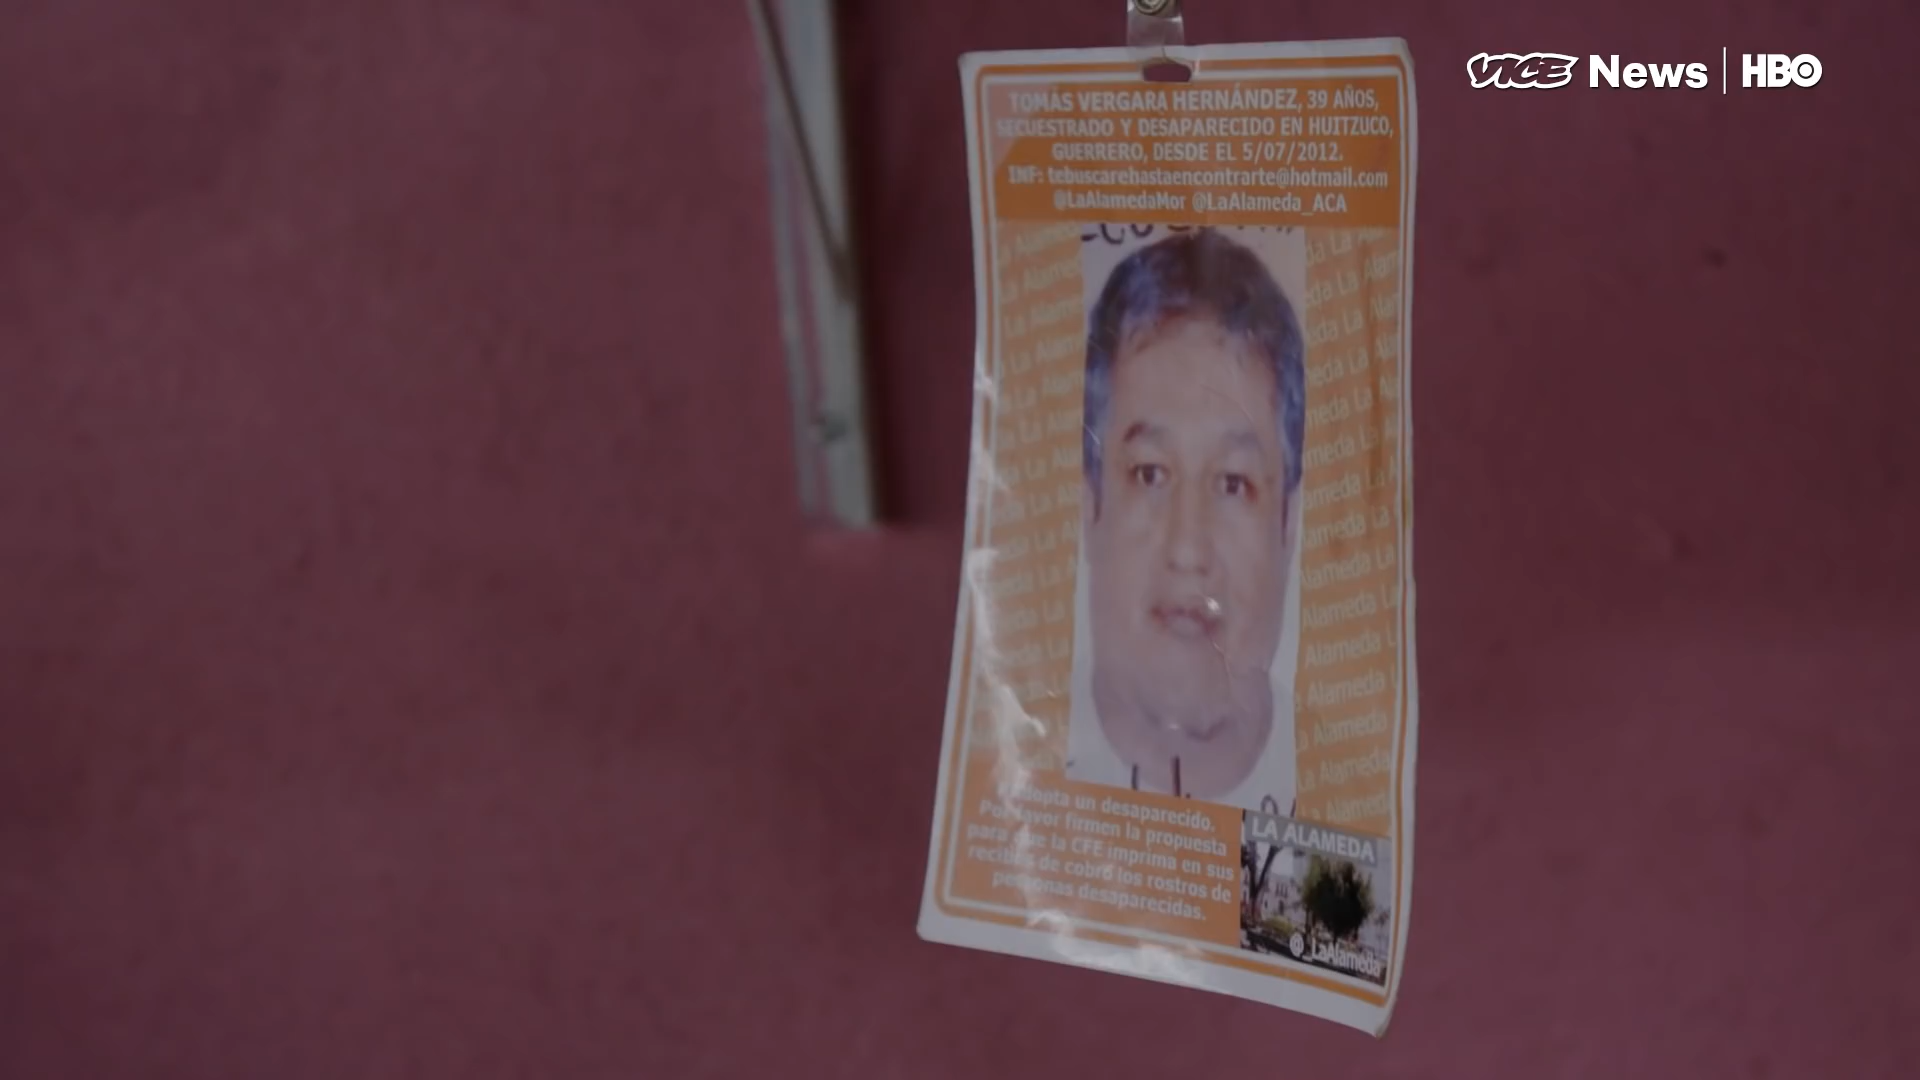 VICE News | HBO
TOMÁS VERGARA HERNÁNDEZ, 39 AÑOS,
SECUESTRADO Y DESAPARECIDO EN HUITZUCO,
GUERRERO, DESDE EL 5/07/2012.
INF: tebuscarehastaencontrarte@hotmail.com
@LaAlamedaMor @LaAlameda_ACA
La Alameda
Adopta un desaparecido.
Por favor firmen la propuesta
para que la CFE imprima en sus
recibos de cobro los rostros de
personas desaparecidas.
LA ALAMEDA
@_LaAlameda